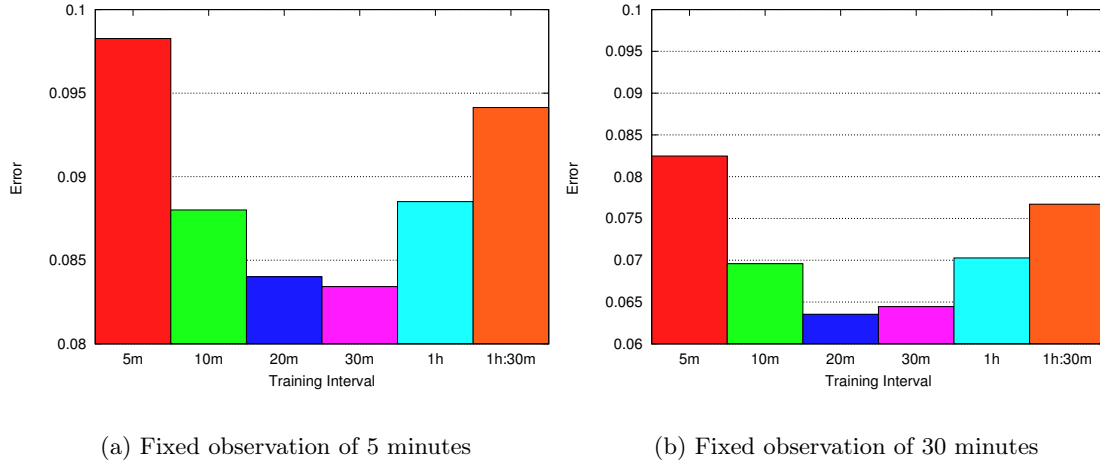 0.1
0.095
0.09
0.085
0.08
Error
5m 10m 20m 30m 1h 1h:30m
Training Interval
(a) Fixed observation of 5 minutes
0.1
0.095
0.09
0.085
0.08
0.075
0.07
0.065
0.06
Error
5m 10m 20m 30m 1h 1h:30m
Training Interval
(b) Fixed observation of 30 minutes